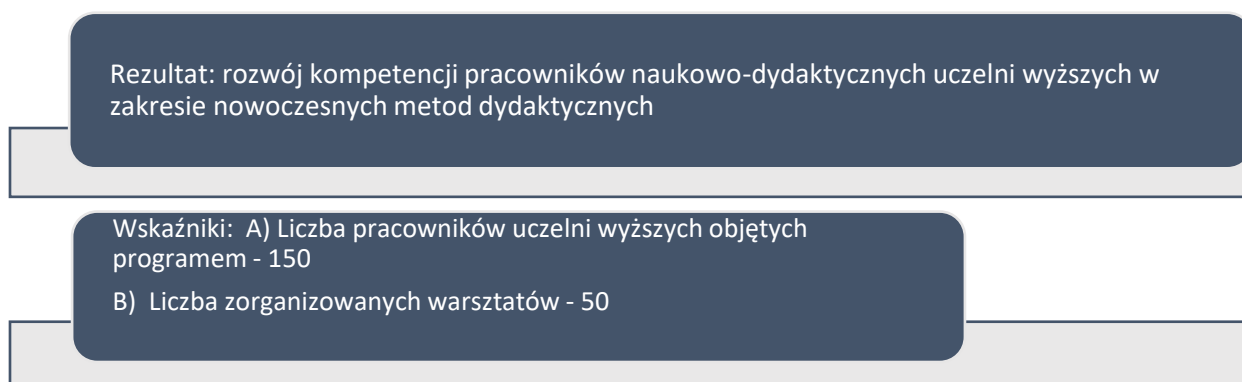 Rezultat: rozwój kompetencji pracowników naukowo-dydaktycznych uczelni wyższych w
zakresie nowoczesnych metod dydaktycznych
Wskaźniki:  A) Liczba pracowników uczelni wyższych objętych
programem - 150
B)  Liczba zorganizowanych warsztatów - 50